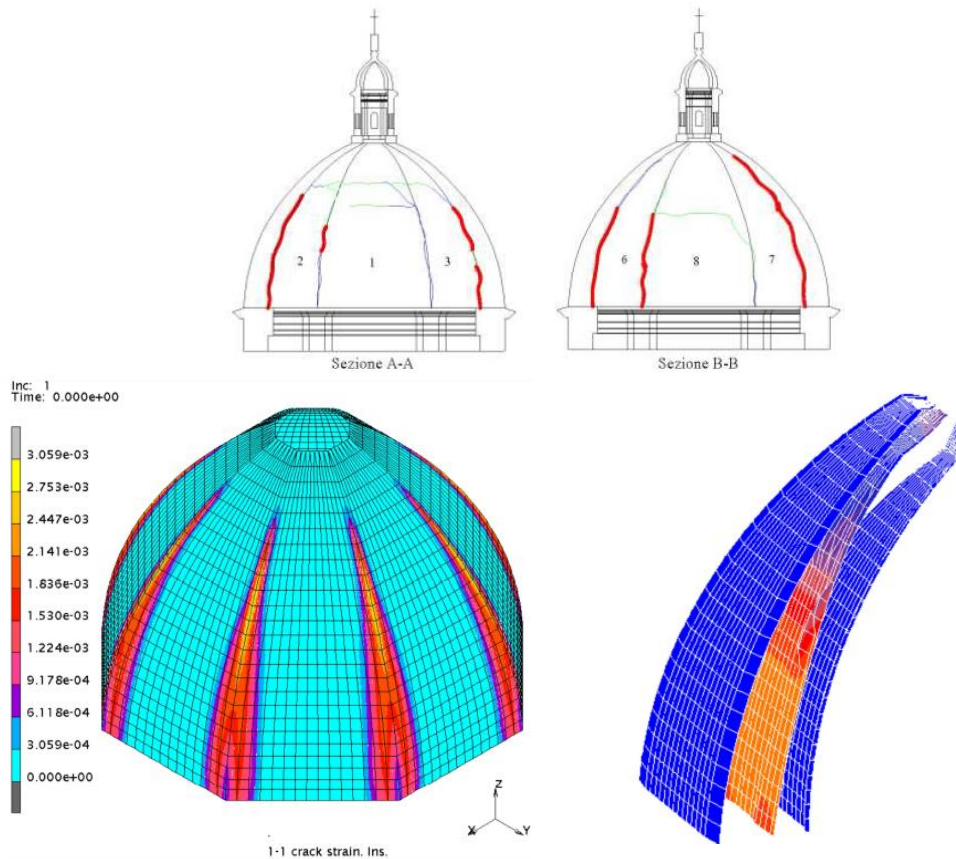 2
1
3
Sezione A-A
6
8
7
Sezione B-B
Inc: 1
Time: 0.000e+00
3.059e-03
2.753e-03
2.447e-03
2.141e-03
1.836e-03
1.530e-03
1.224e-03
9.178e-04
6.118e-04
3.059e-04
0.000e+00
Z
X
Y
1-1 crack strain. Ins.